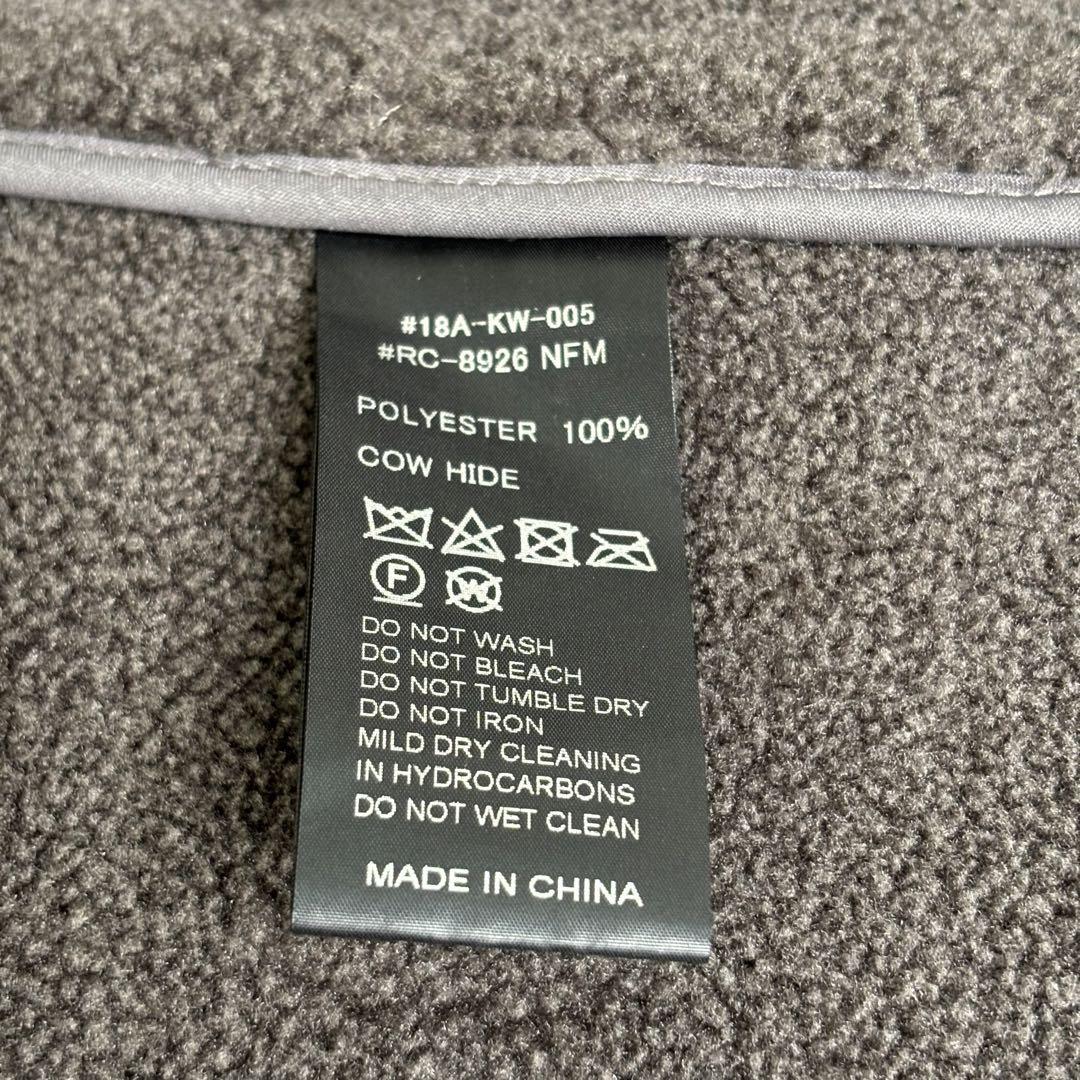 #18A-KW-005
#RC-8926 NFM
POLYESTER 100%
COW HIDE
F W
DO NOT WASH
DO NOT BLEACH
DO NOT TUMBLE DRY
DO NOT IRON
MILD DRY CLEANING
IN HYDROCARBONS
DO NOT WET CLEAN
MADE IN CHINA